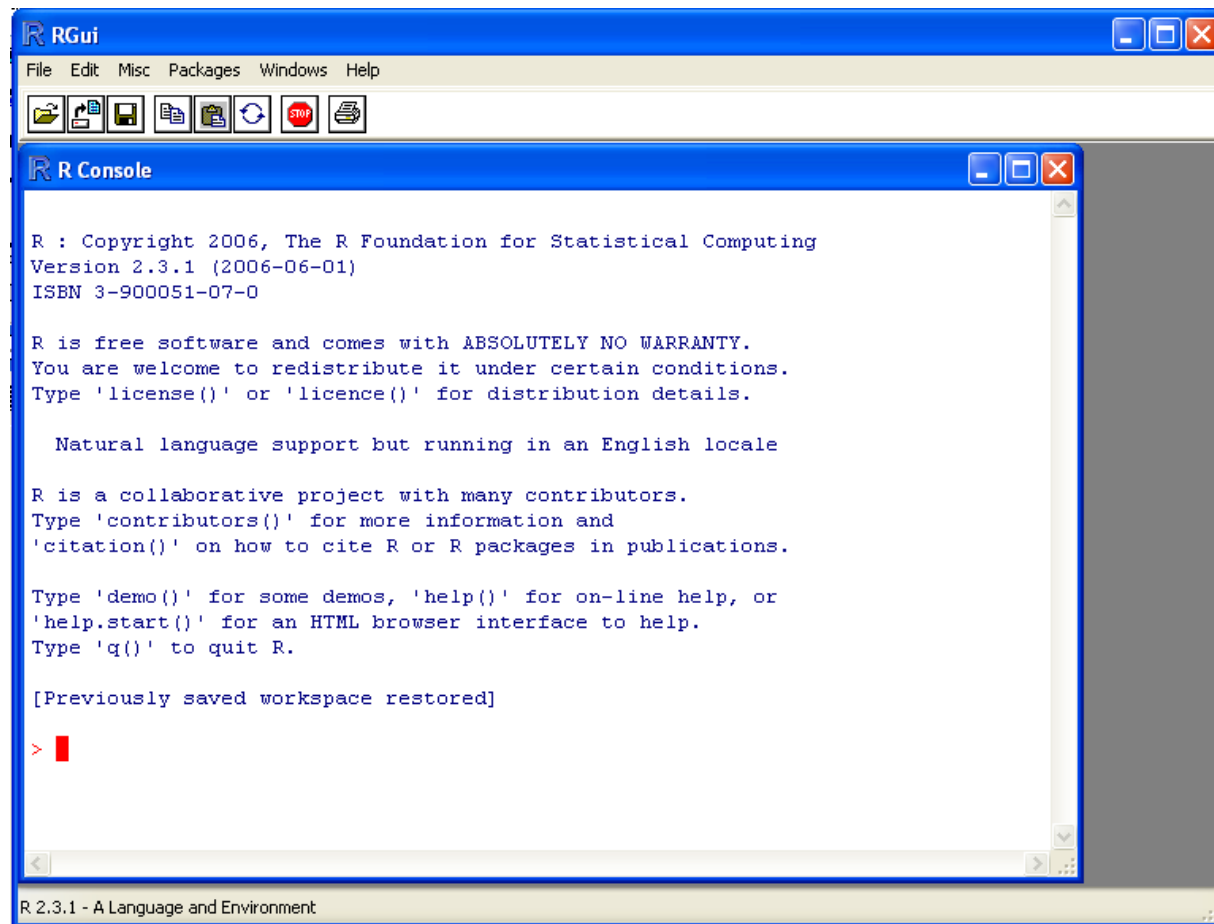 RGui
File Edit Misc Packages Windows Help
STOP
R Console
R : Copyright 2006, The R Foundation for Statistical Computing
Version 2.3.1 (2006-06-01)
ISBN 3-900051-07-0
R is free software and comes with ABSOLUTELY NO WARRANTY.
You are welcome to redistribute it under certain conditions.
Type 'license()' or 'licence()' for distribution details.
Natural language support but running in an English locale
R is a collaborative project with many contributors.
Type 'contributors()' for more information and
'citation()' on how to cite R or R packages in publications.
Type 'demo()' for some demos, 'help()' for on-line help, or
'help.start()' for an HTML browser interface to help.
Type 'q()' to quit R.
[Previously saved workspace restored]
>
R 2.3.1 - A Language and Environment